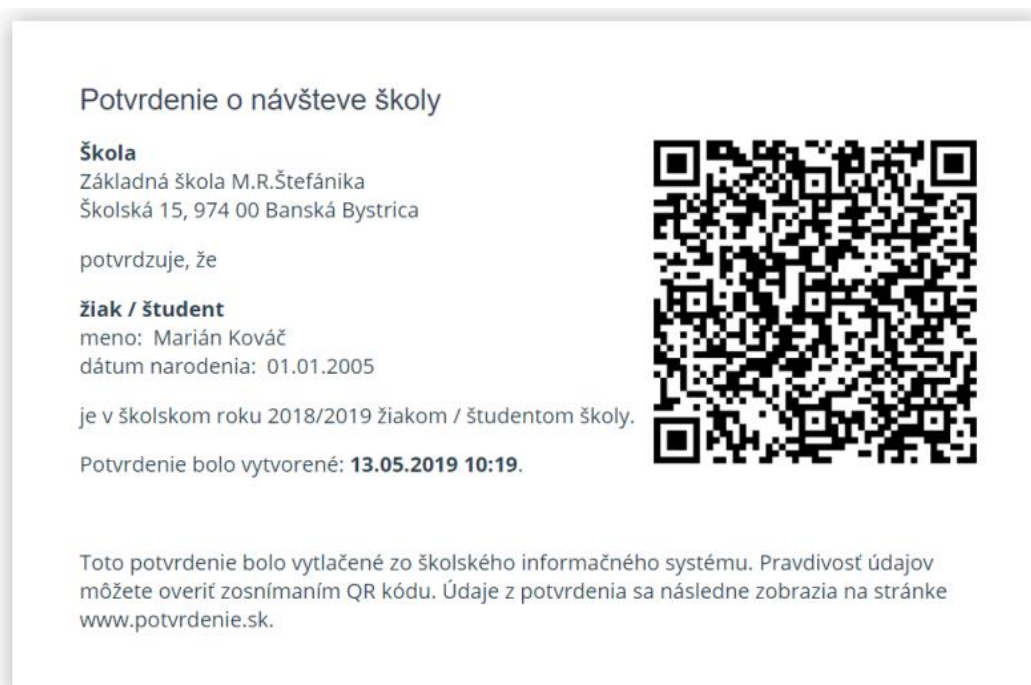 Potvrdenie o návšteve školy
Škola
Základná škola M.R.Štefánika
Školská 15, 974 00 Banská Bystrica
potvrdzuje, že
žiak / študent
meno: Marián Kováč
dátum narodenia: 01.01.2005
je v školskom roku 2018/2019 žiakom / študentom školy.
Potvrdenie bolo vytvorené: 13.05.2019 10:19.
Toto potvrdenie bolo vytlačené zo školského informačného systému. Pravdivosť údajov
môžete overiť zosnímaním QR kódu. Údaje z potvrdenia sa následne zobrazia na stránke
www.potvrdenie.sk.